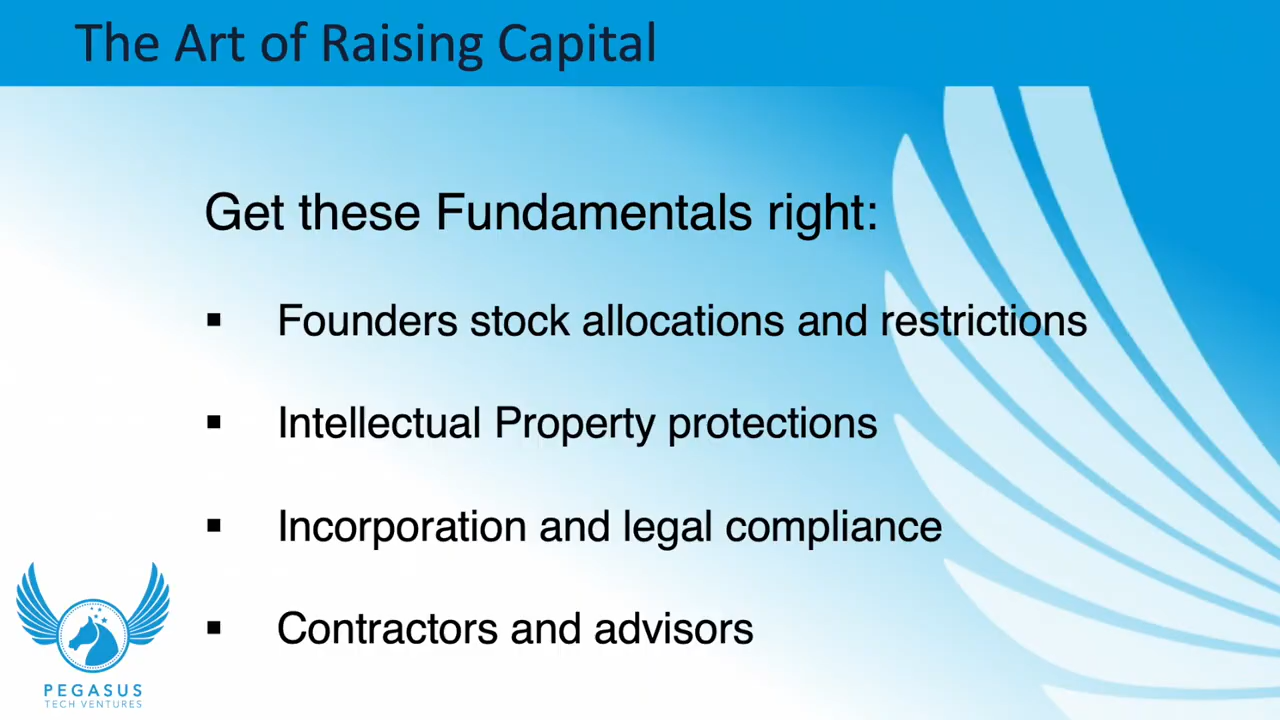 The Art of Raising Capital
Get these Fundamentals right:
▪ Founders stock allocations and restrictions
▪ Intellectual Property protections
▪ Incorporation and legal compliance
▪ Contractors and advisors
PEGASUS
TECH VENTURES